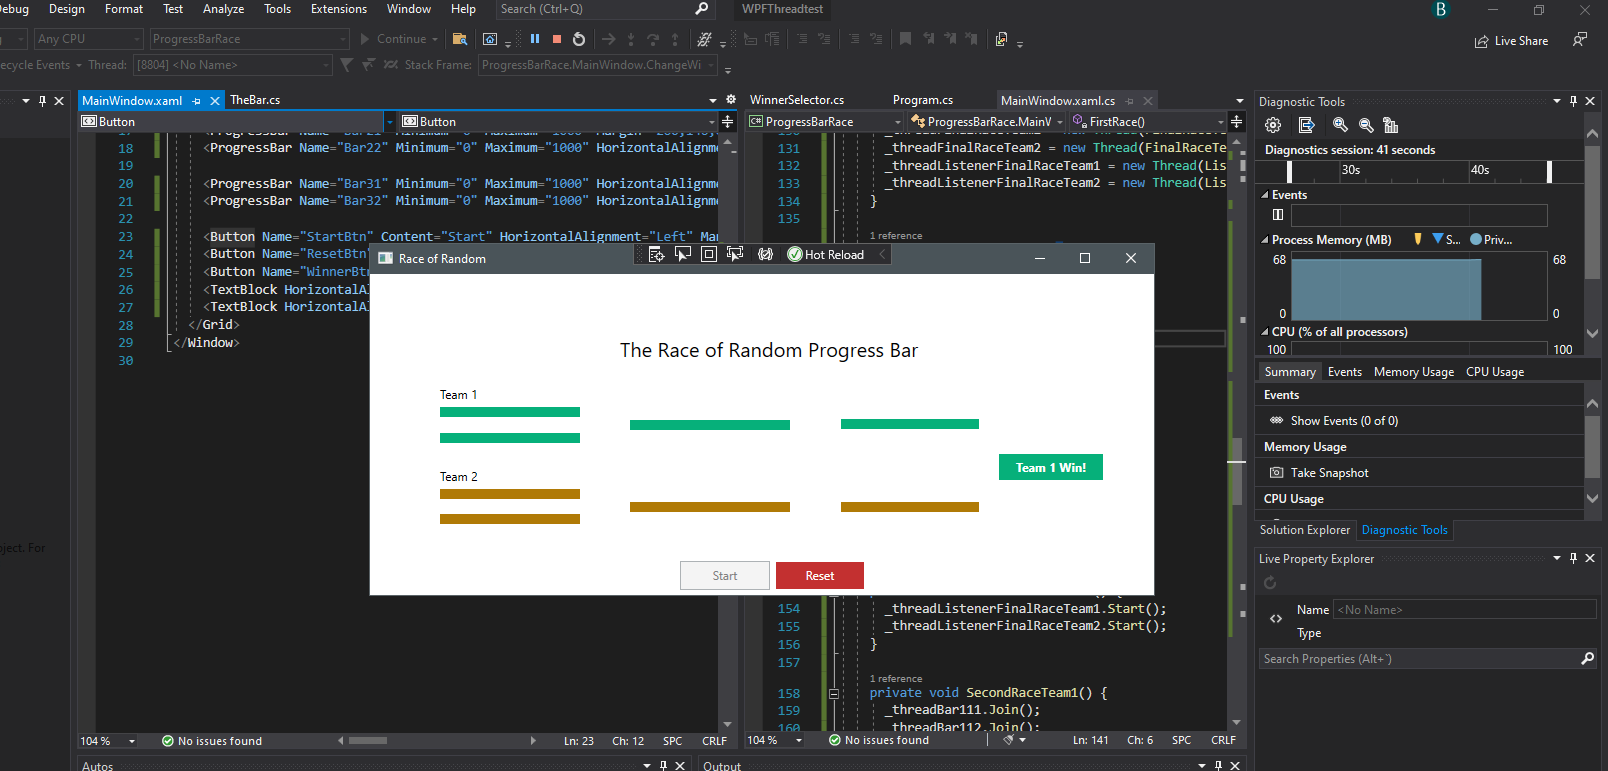 Debug Design Format Test Analyze Tools Extensions Window Help Search (Ctrl+Q) WPFThreadtest B
Any CPU ProgressBarRace Continue Live Share
Lifecycle Events Thread: [8804] <No Name> Stack Frame: ProgressBarRace.MainWindow.ChangeWi
MainWindow.xaml TheBar.cs
Button Button
18 <ProgressBar Name="Bar22" Minimum="0" Maximum="1000" HorizontalAlignm
19
20 <ProgressBar Name="Bar31" Minimum="0" Maximum="1000" HorizontalAlignm
21 <ProgressBar Name="Bar32" Minimum="0" Maximum="1000" HorizontalAlignm
22
23 <Button Name="StartBtn" Content="Start" HorizontalAlignment="Left" Ma
24 <Button Name="ResetBtn"
25 <Button Name="WinnerBtn
26 <TextBlock HorizontalAl
27 <TextBlock HorizontalAl
28 </Grid>
29 </Window>
30
oject. For
104 % No issues found Ln: 23 Ch: 12 SPC CRLF
Autos
WinnerSelector.cs Program.cs MainWindow.xaml.cs
ProgressBarRace ProgressBarRace.MainW FirstRace()
131 _threadFinalRaceTeam2 = new Thread(FinalRaceTe
132 _threadListenerFinalRaceTeam1 = new Thread(Lis
133 _threadListenerFinalRaceTeam2 = new Thread(Lis
134 }
135
1 reference
Race of Random Hot Reload
The Race of Random Progress Bar
Team 1
Team 1 Win!
Team 2
Start Reset
154 _threadListenerFinalRaceTeam1.Start();
155 _threadListenerFinalRaceTeam2.Start();
156 }
157
1 reference
158 private void SecondRaceTeam1() {
159 _threadBar111.Join();
160 _threadBar112.Join();
104 % No issues found Ln: 141 Ch: 6 SPC CRLF
Output
Diagnostic Tools
Diagnostics session: 41 seconds
30s 40s
Events
Process Memory (MB) S... Priv...
68 68
0 0
CPU (% of all processors)
100 100
Summary Events Memory Usage CPU Usage
Events
Show Events (0 of 0)
Memory Usage
Take Snapshot
CPU Usage
Solution Explorer Diagnostic Tools
Live Property Explorer
Name <No Name>
Type
Search Properties (Alt+`)